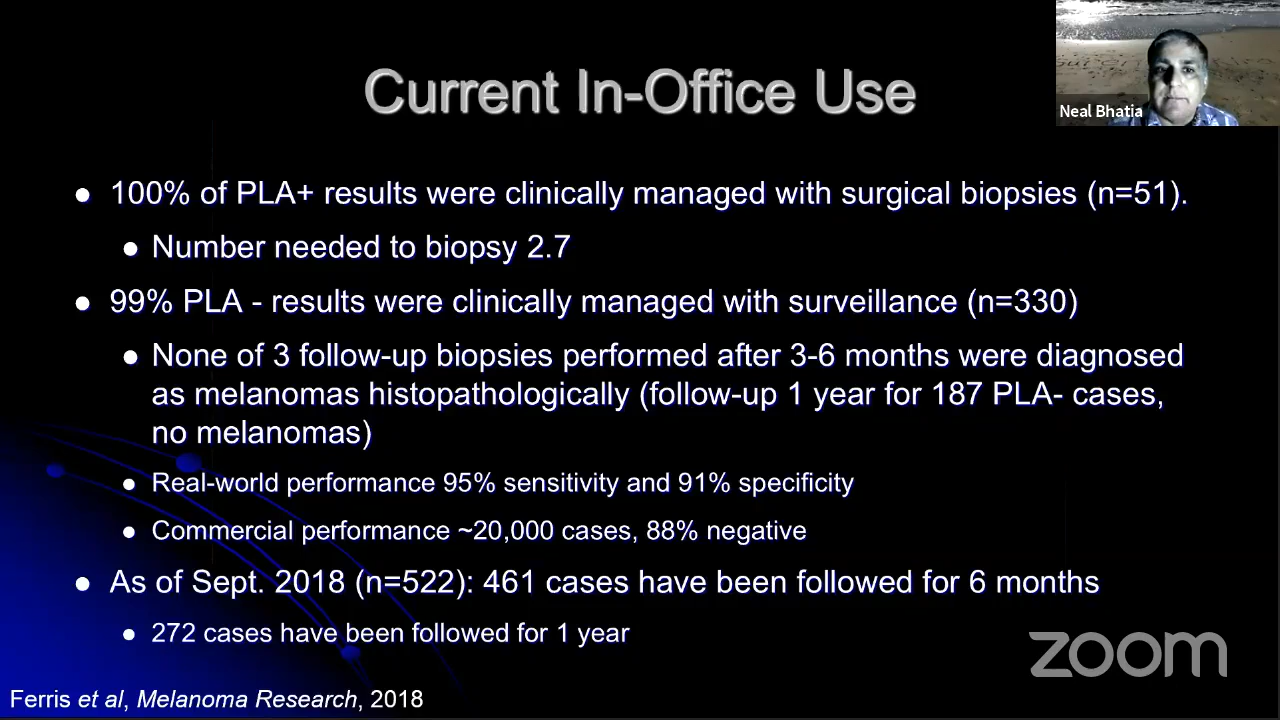 Current In-Office Use
Neal Bhatia
● 100% of PLA+ results were clinically managed with surgical biopsies (n=51).
● Number needed to biopsy 2.7
● 99% PLA - results were clinically managed with surveillance (n=330)
● None of 3 follow-up biopsies performed after 3-6 months were diagnosed
as melanomas histopathologically (follow-up 1 year for 187 PLA- cases,
no melanomas)
● Real-world performance 95% sensitivity and 91% specificity
● Commercial performance ~20,000 cases, 88% negative
● As of Sept. 2018 (n=522): 461 cases have been followed for 6 months
● 272 cases have been followed for 1 year
zoom
Ferris et al, Melanoma Research, 2018